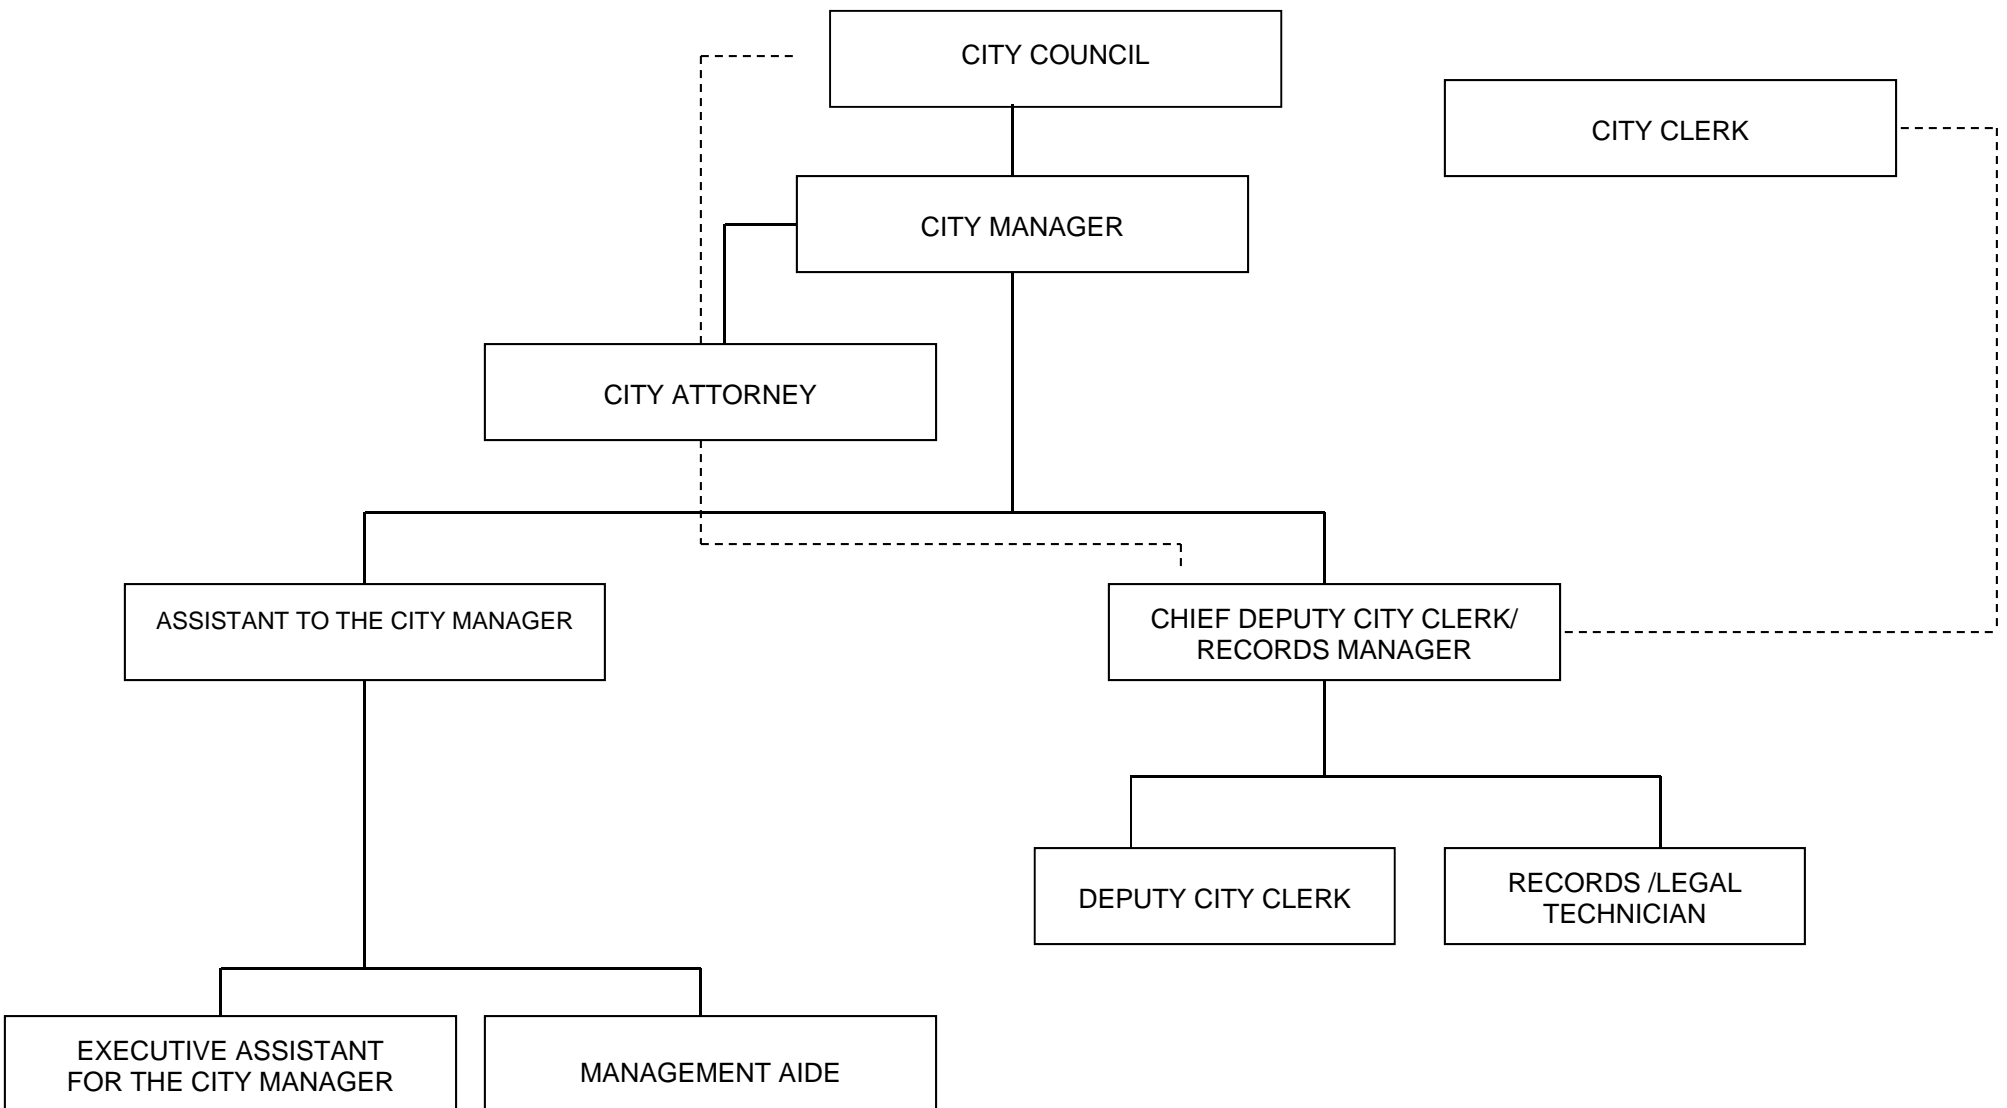 CITY COUNCIL
CITY CLERK
CITY MANAGER
CITY ATTORNEY
ASSISTANT TO THE CITY MANAGER
CHIEF DEPUTY CITY CLERK/
RECORDS MANAGER
DEPUTY CITY CLERK
RECORDS /LEGAL
TECHNICIAN
EXECUTIVE ASSISTANT
FOR THE CITY MANAGER
MANAGEMENT AIDE